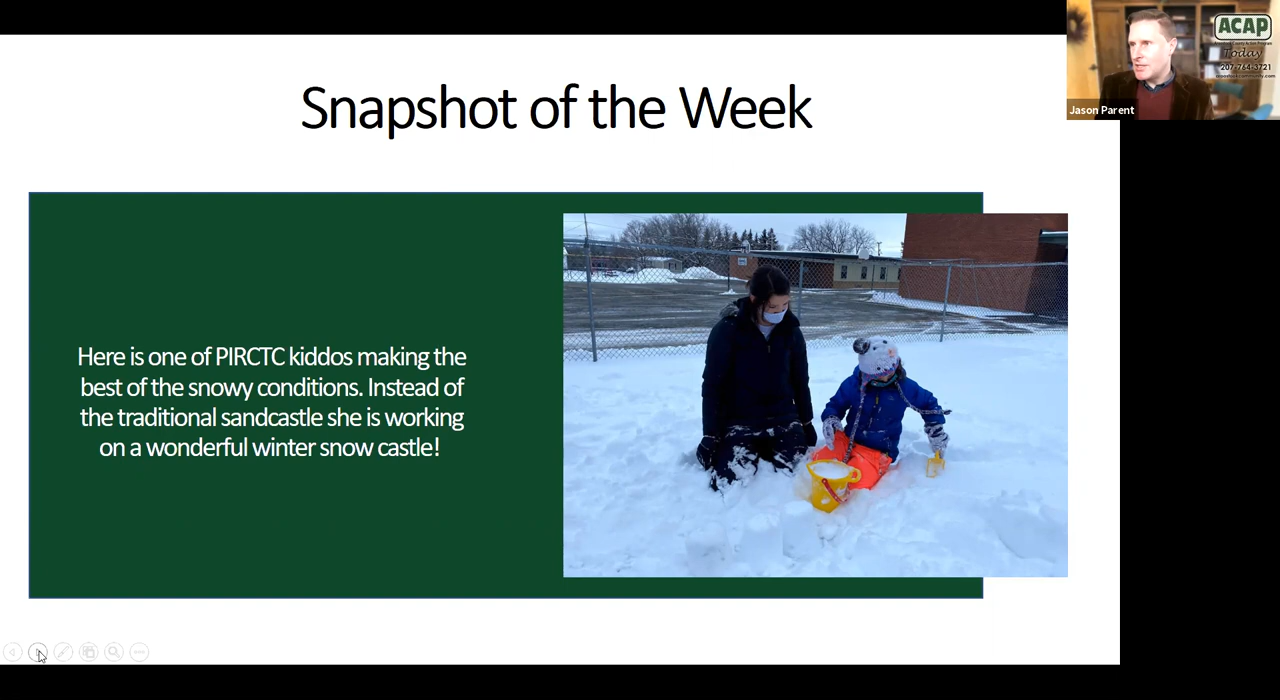 Snapshot of the Week
Here is one of PIRCTC kiddos making the
best of the snowy conditions. Instead of
the traditional sandcastle she is working
on a wonderful winter snow castle!
ACAP
Today
207-764-3721
Jason Parent